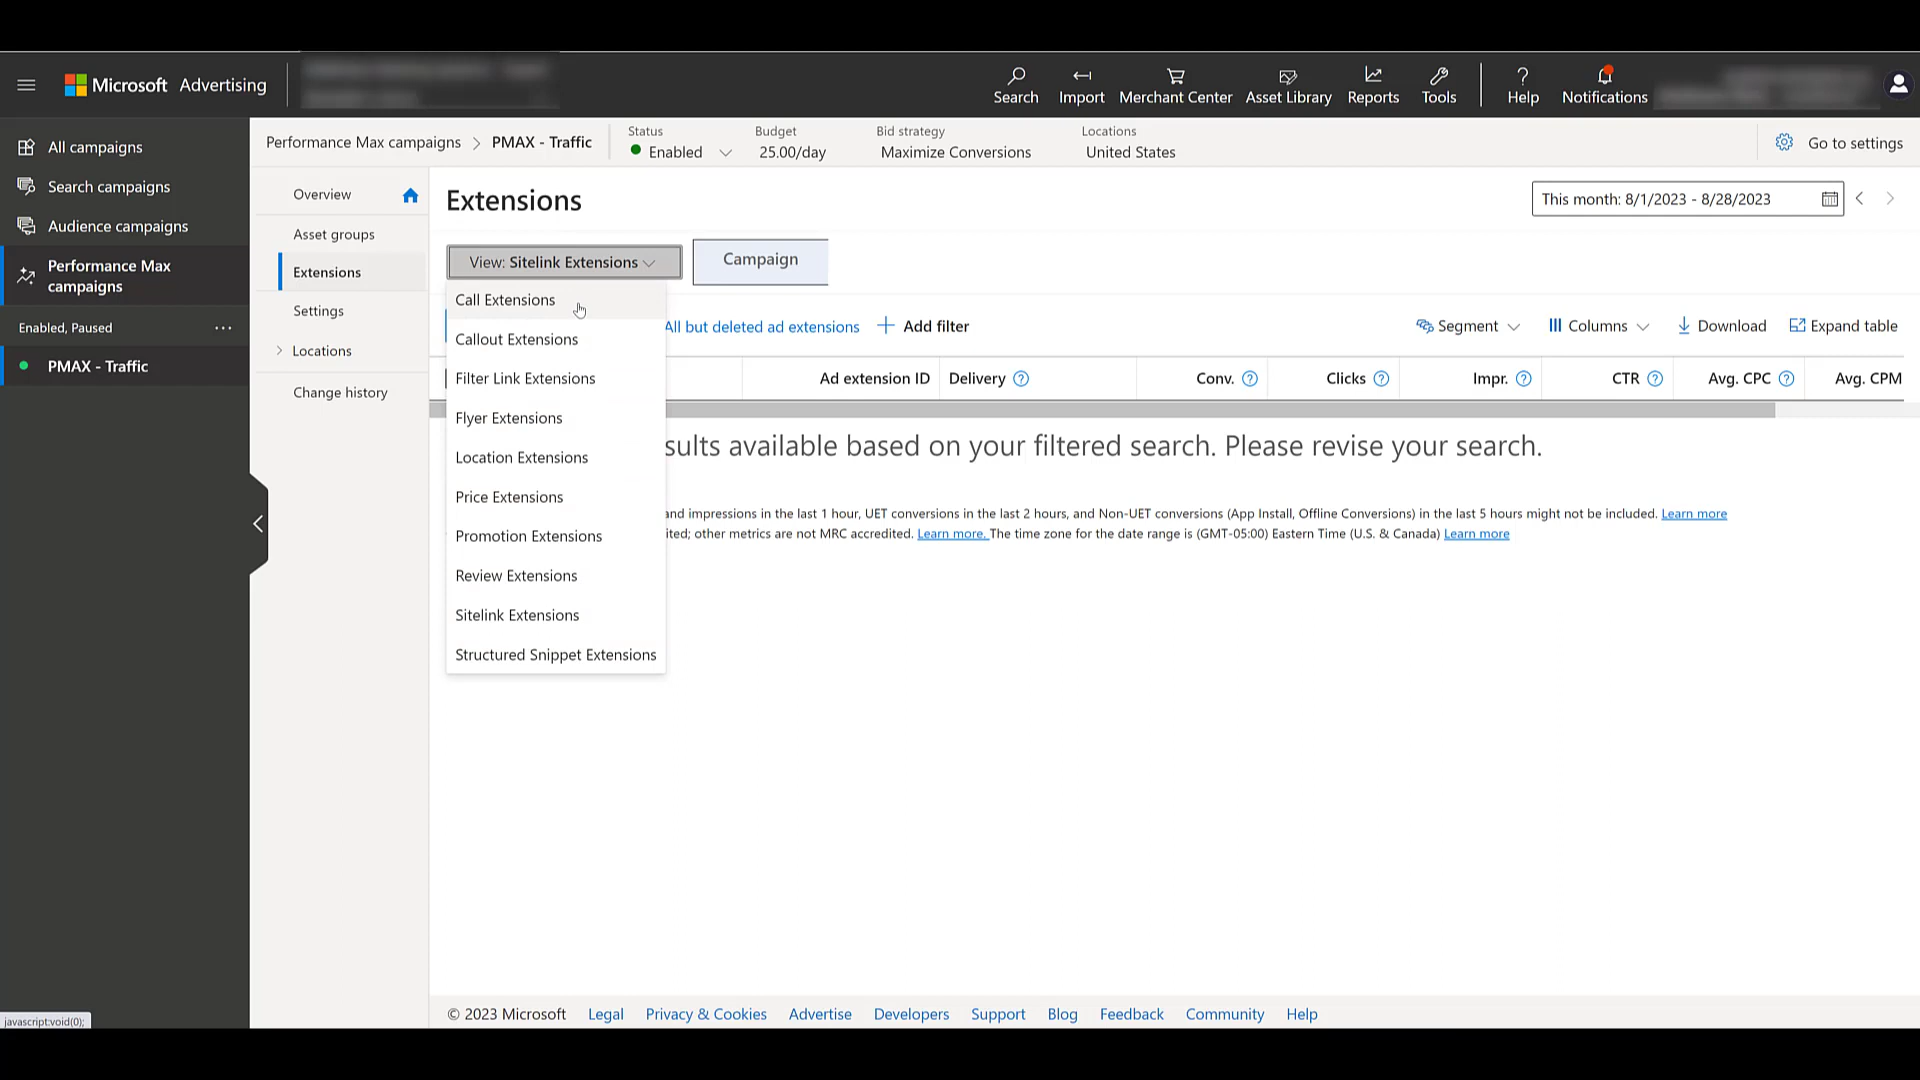 Microsoft Advertising
Search
Import
Merchant Center
Asset Library
Reports
Tools
Help
Notifications
All campaigns
Search campaigns
Audience campaigns
Performance Max
campaigns
Enabled, Paused
PMAX - Traffic
Performance Max campaigns
PMAX - Traffic
Status
Enabled
Budget
25.00/day
Bid strategy
Maximize Conversions
Locations
United States
Go to settings
Overview
Asset groups
Extensions
Settings
Locations
Change history
Extensions
This month: 8/1/2023 - 8/28/2023
View: Sitelink Extensions
Campaign
Call Extensions
Callout Extensions
Filter Link Extensions
Flyer Extensions
Location Extensions
Price Extensions
Promotion Extensions
Review Extensions
Sitelink Extensions
Structured Snippet Extensions
All but deleted ad extensions
Add filter
Segment
Columns
Download
Expand table
Ad extension ID
Delivery
Conv.
Clicks
Impr.
CTR
Avg. CPC
Avg. CPM
sults available based on your filtered search. Please revise your search.
and impressions in the last 1 hour, UET conversions in the last 2 hours, and Non-UET conversions (App Install, Offline Conversions) in the last 5 hours might not be included. Learn more
ited; other metrics are not MRC accredited. Learn more. The time zone for the date range is (GMT-05:00) Eastern Time (U.S. & Canada) Learn more
© 2023 Microsoft
Legal
Privacy & Cookies
Advertise
Developers
Support
Blog
Feedback
Community
Help
javascript:void(0);